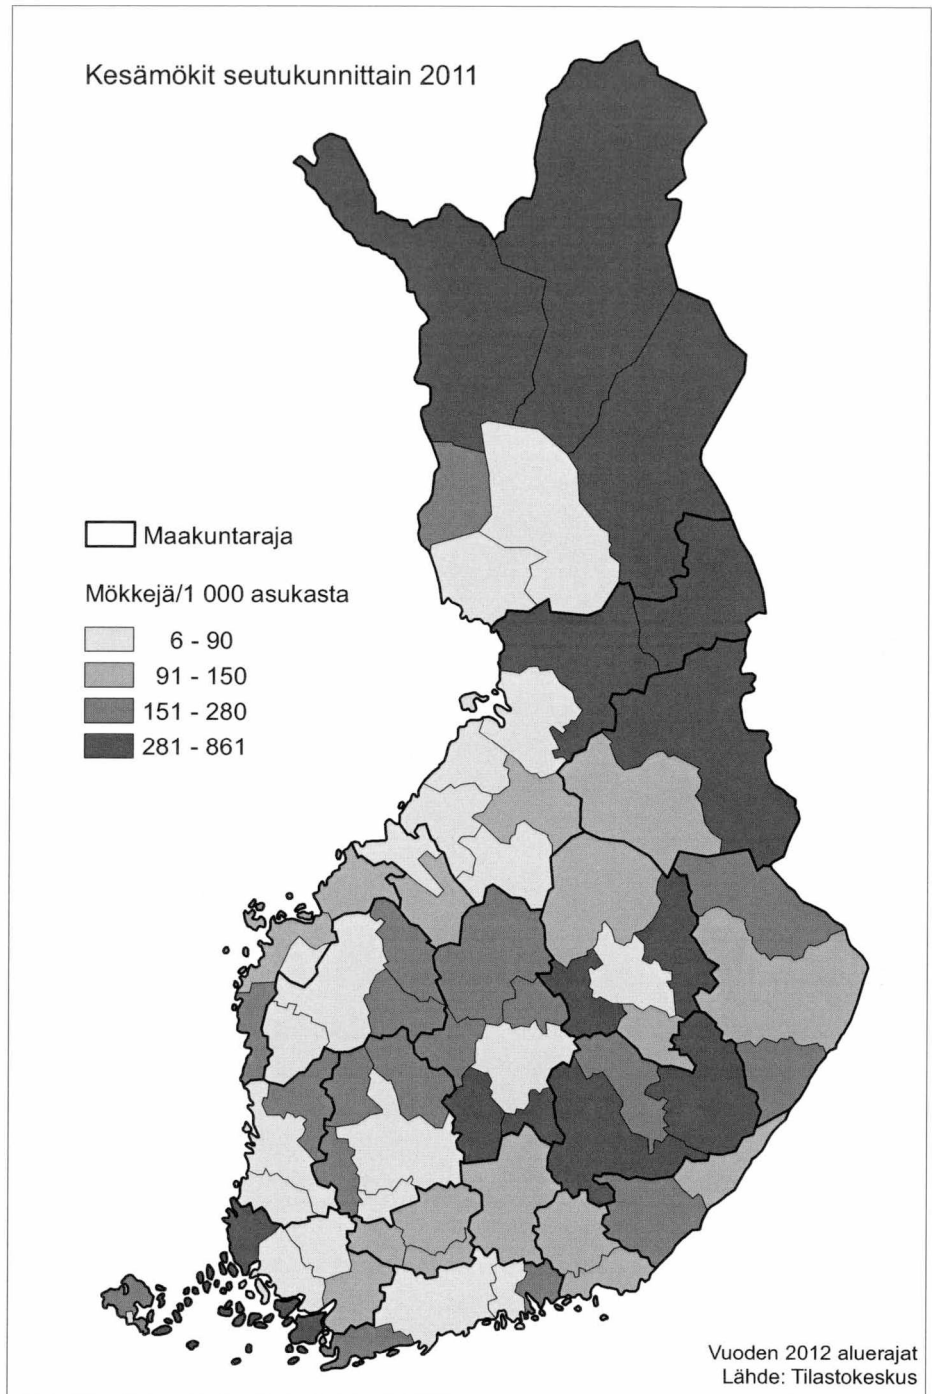 Kesämökit seutukunnittain 2011
Maakuntaraja
Mökkejä/1 000 asukasta
6 - 90
91 - 150
151 - 280
281 - 861
Vuoden 2012 aluerajat
Lähde: Tilastokeskus